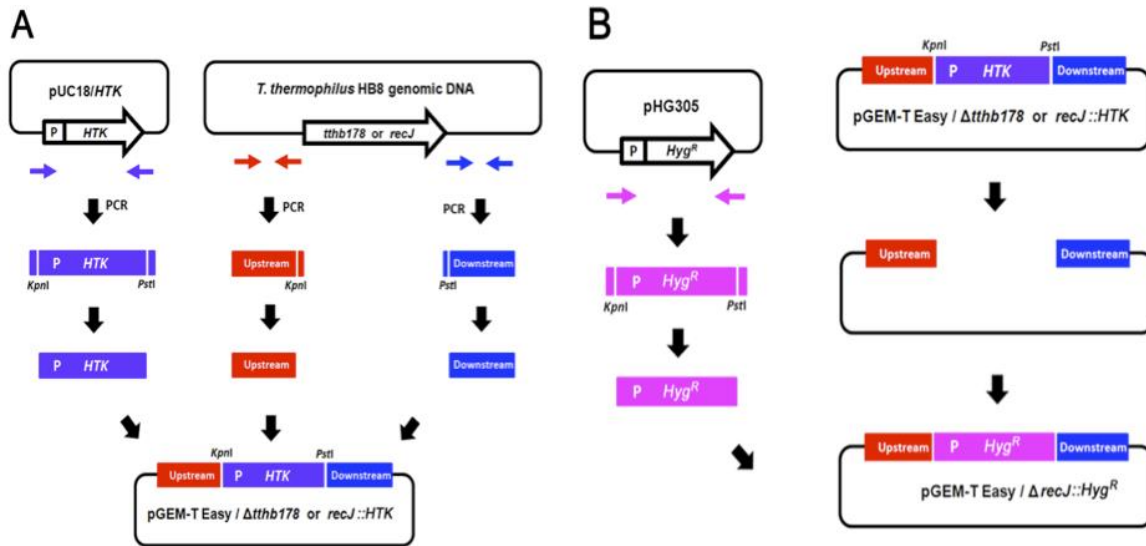 A
pUC18/HTK
P HTK
T. thermophilus HB8 genomic DNA
tthb178 or recJ
PCR
PCR
PCR
P HTK
KpnI PstI
Upstream
KpnI
Downstream
PstI
P HTK
Upstream
Downstream
KpnI PstI
Upstream P HTK Downstream
pGEM-T Easy / Δtthb178 or recJ::HTK
B
pHG305
P HygR
P HygR
KpnI PstI
P HygR
KpnI PstI
Upstream P HTK Downstream
pGEM-T Easy / Δtthb178 or recJ::HTK
Upstream Downstream
Upstream P HygR Downstream
pGEM-T Easy / ΔrecJ::HygR